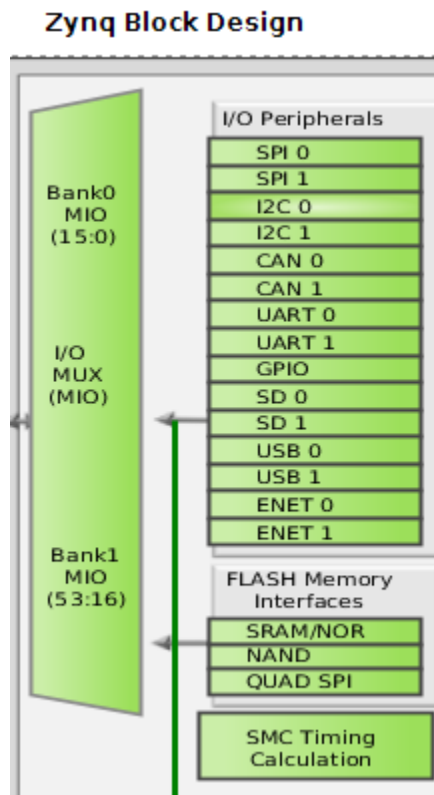 Zynq Block Design
Bank0
MIO
(15:0)
I/O
MUX
(MIO)
Bank1
MIO
(53:16)
I/O Peripherals
SPI 0
SPI 1
I2C 0
I2C 1
CAN 0
CAN 1
UART 0
UART 1
GPIO
SD 0
SD 1
USB 0
USB 1
ENET 0
ENET 1
FLASH Memory
Interfaces
SRAM/NOR
NAND
QUAD SPI
SMC Timing
Calculation